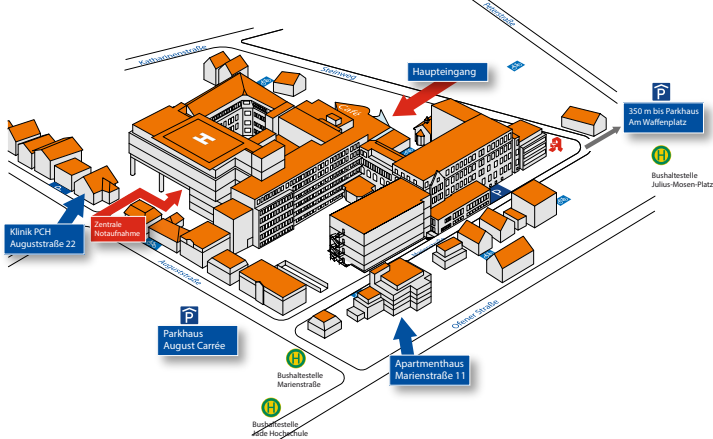 Peterstraße
Katharinenstraße
Steinweg
Haupteingang
Café
P
350 m bis Parkhaus
Am Waffenplatz
H
H
Bushaltestelle
Julius-Mosen-Platz
P
P
Klinik PCH
Auguststraße 22
Zentrale
Notaufnahme
Auguststraße
P
Parkhaus
August Carrée
Ofener Straße
H
Bushaltestelle
Marienstraße
Apartmenthaus
Marienstraße 11
H
Bushaltestelle
Jade Hochschule